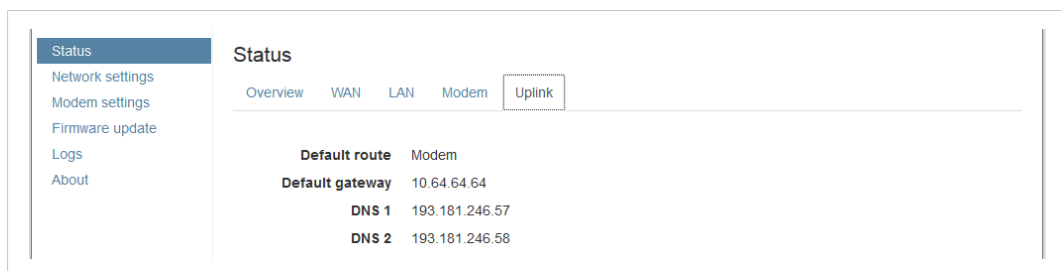 Status
Network settings
Modem settings
Firmware update
Logs
About
Status
Overview WAN LAN Modem Uplink
Default route Modem
Default gateway 10.64.64.64
DNS 1 193.181.246.57
DNS 2 193.181.246.58